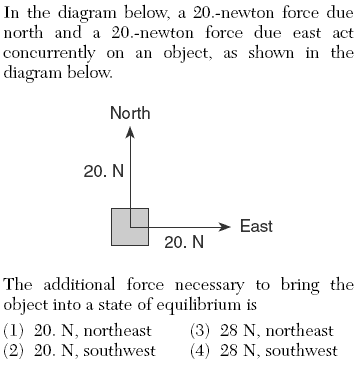 In the diagram below, a 20.-newton force due
north and a 20.-newton force due east act
concurrently on an object, as shown in the
diagram below.
North
20. N
East
20. N
The additional force necessary to bring the
object into a state of equilibrium is
(1) 20. N, northeast (3) 28 N, northeast
(2) 20. N, southwest (4) 28 N, southwest